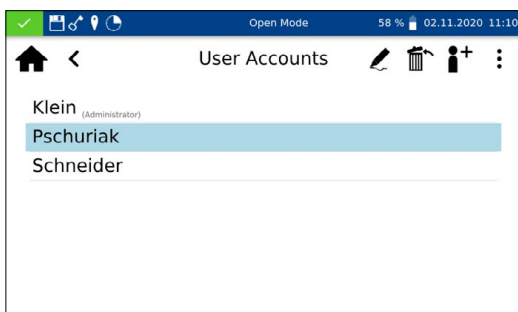 Open Mode 58 % 02.11.2020 11:10
User Accounts
Klein (Administrator)
Pschuriak
Schneider